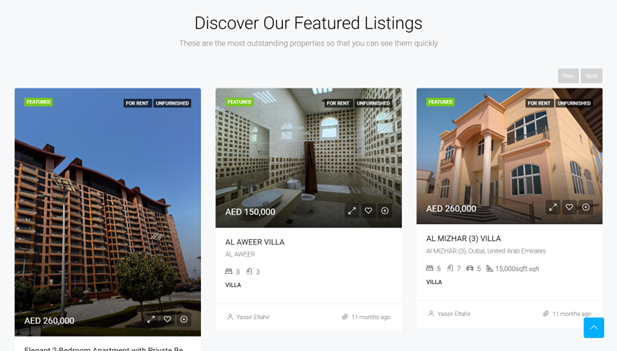 Discover Our Featured Listings
These are the most outstanding properties so that you can see them quickly
Prev Next
FEATURED
FOR RENT UNFURNISHED
AED 260,000
Elegant 2-Bedroom Apartment with Private Be
FEATURED
FOR RENT UNFURNISHED
AED 150,000
AL AWEER VILLA
AL AWEER
3 3
VILLA
Yassir Eltahir
11 months ago
FEATURED
FOR RENT UNFURNISHED
AED 260,000
AL MIZHAR (3) VILLA
Al MIZHAR (3), Dubai, United Arab Emirates
5 7 5 15,000sqft sqh
VILLA
Yassir Eltahir
11 months ago